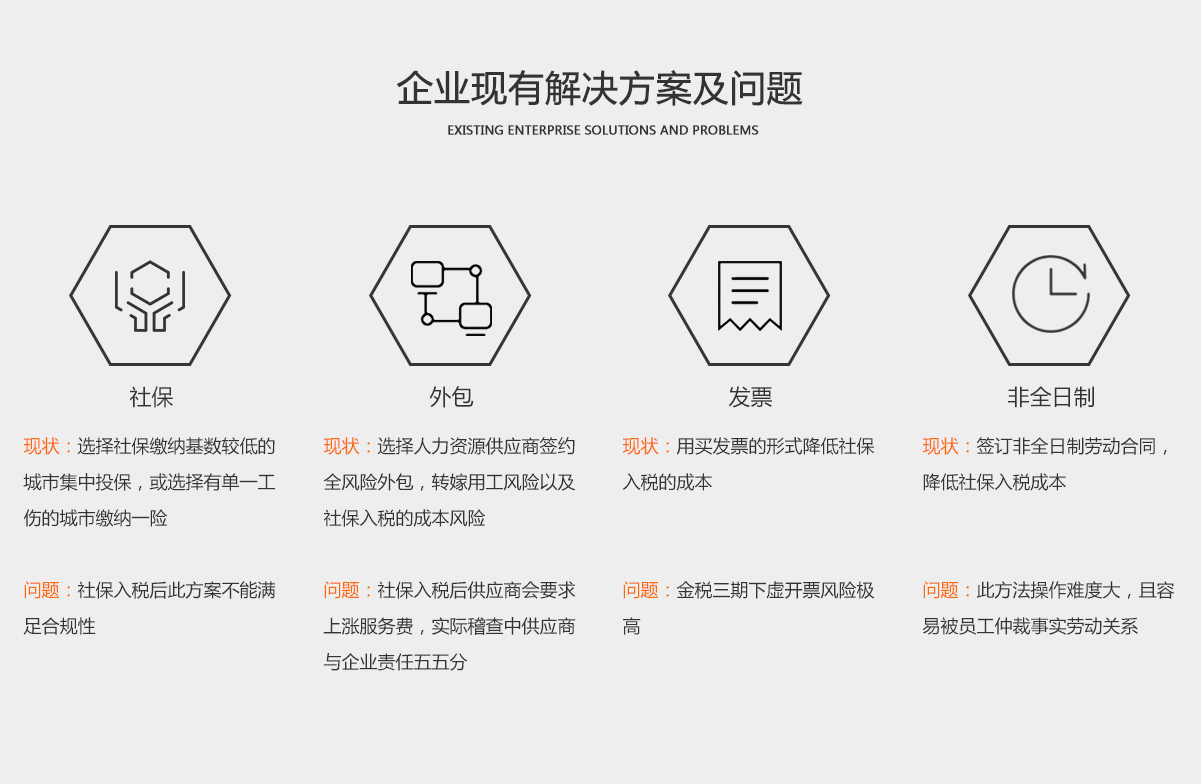 企业现有解决方案及问题
EXISTING ENTERPRISE SOLUTIONS AND PROBLEMS
社保
现状：选择社保缴纳基数较低的
城市集中投保，或选择有单一工
伤的城市缴纳一险
问题：社保入税后此方案不能满
足合规性
外包
现状：选择人力资源供应商签约
全风险外包，转嫁用工风险以及
社保入税的成本风险
问题：社保入税后供应商会要求
上涨服务费，实际稽查中供应商
与企业责任五五分
发票
现状：用买发票的形式降低社保
入税的成本
问题：金税三期下虚开票风险极
高
非全日制
现状：签订非全日制劳动合同，
降低社保入税成本
问题：此方法操作难度大，且容
易被员工仲裁事实劳动关系